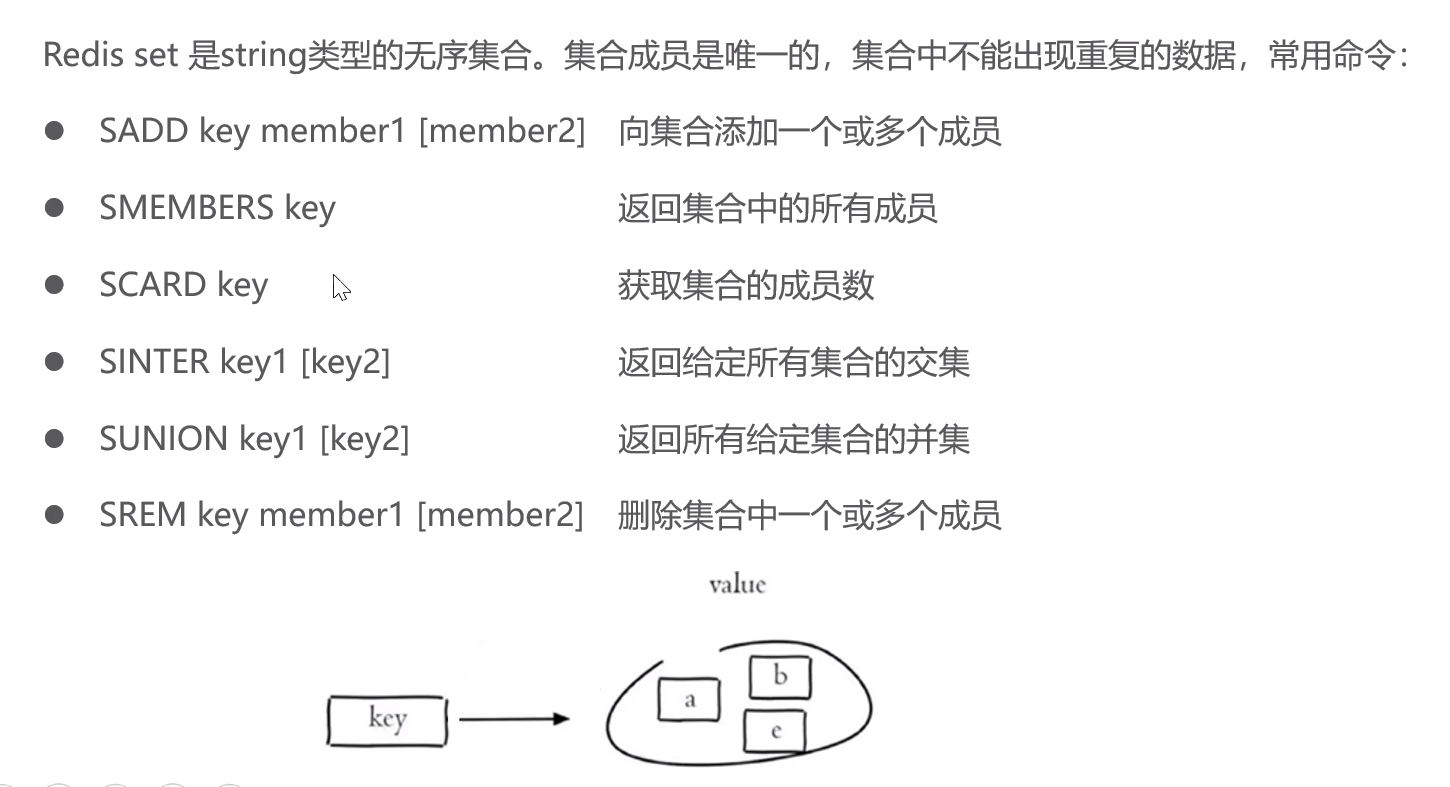 Redis set 是string类型的无序集合。集合成员是唯一的，集合中不能出现重复的数据，常用命令：
● SADD key member1 [member2] 向集合添加一个或多个成员
● SMEMBERS key 返回集合中的所有成员
● SCARD key 获取集合的成员数
● SINTER key1 [key2] 返回给定所有集合的交集
● SUNION key1 [key2] 返回所有给定集合的并集
● SREM key member1 [member2] 删除集合中一个或多个成员
value
b
a
key
e